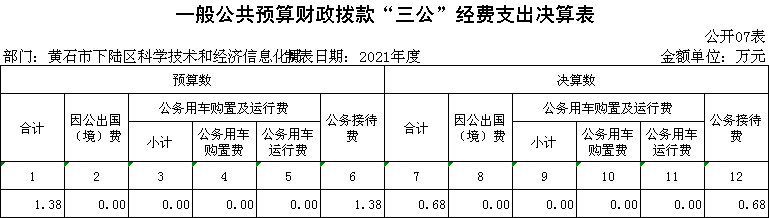 一般公共预算财政拨款“三公”经费支出决算表
公开07表
部门：黄石市下陆区科学技术和经济信息化 制表日期：2021年度 金额单位：万元
预算数 决算数
合计 因公出国（境）费 公务用车购置及运行费 公务接待费 合计 因公出国（境）费 公务用车购置及运行费 公务接待费
小计 公务用车购置费 公务用车运行费 小计 公务用车购置费 公务用车运行费
1 2 3 4 5 6 7 8 9 10 11 12
1.38 0.00 0.00 0.00 0.00 1.38 0.68 0.00 0.00 0.00 0.00 0.68